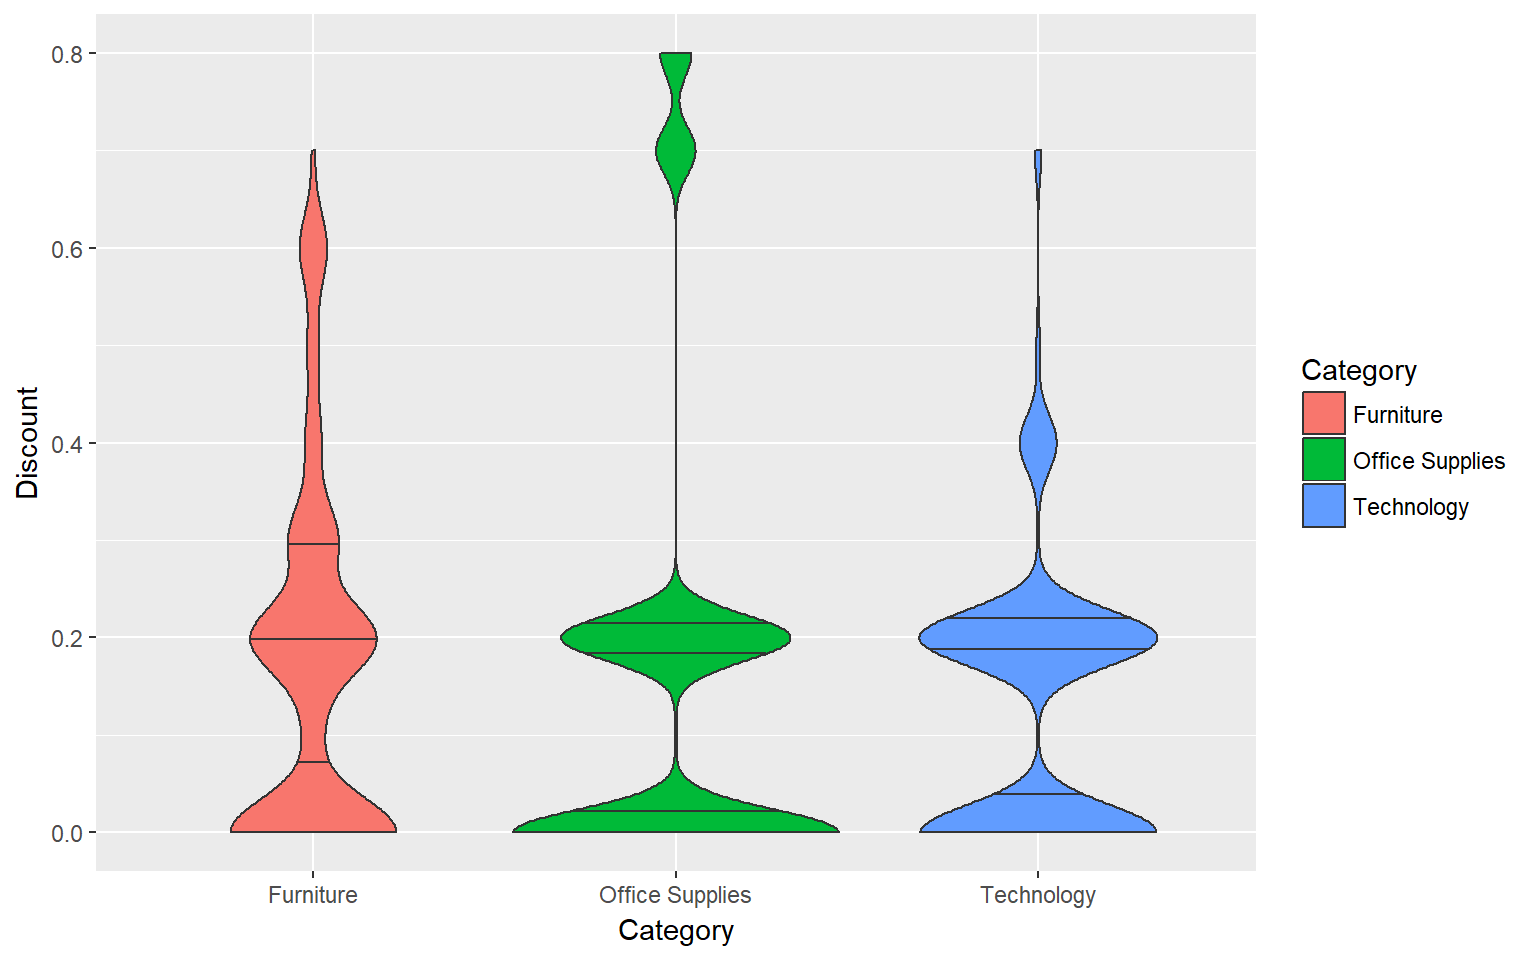 0.8
0.6
0.4
0.2
0.0
Discount
Furniture
Office Supplies
Technology
Category
Category
Furniture
Office Supplies
Technology